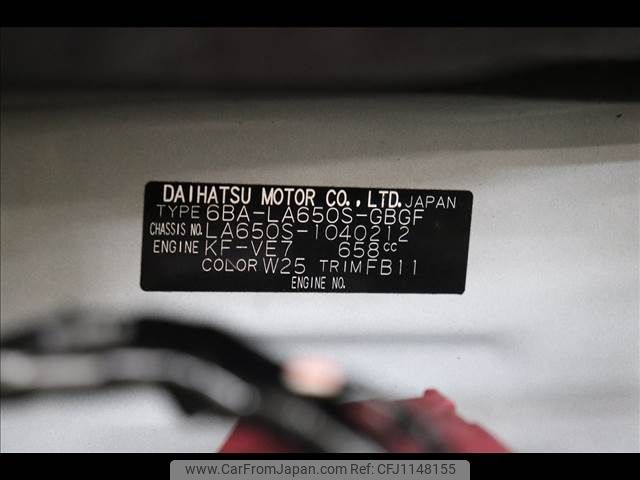 DAIHATSU MOTOR CO., LTD. JAPAN
TYPE 6BA-LA650S-GBGF
CHASSIS NO. LA650S-1040212
ENGINE KF-VE7 658cc
COLOR W25 TRIM FB11
ENGINE NO.
www.CarFromJapan.com CFJ1148155